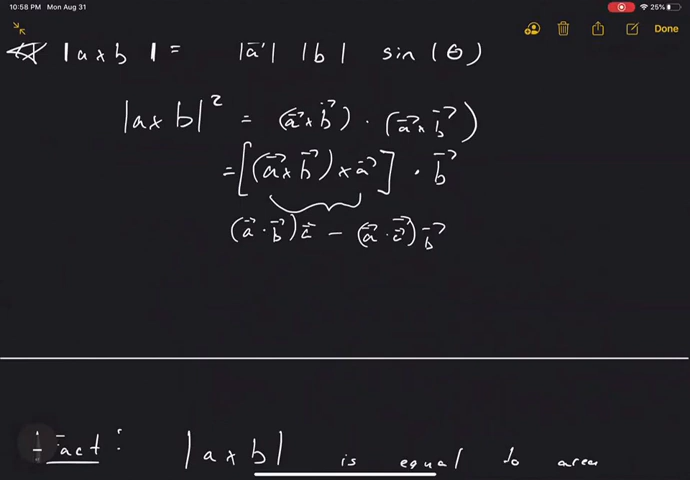 10:58 PM Mon Aug 31 25%
Done
|a x b| = |a⃗| |b| sin(θ)
|a x b|² = (a⃗ x b⃗) · (a⃗ x b⃗)
= [(a⃗ x b⃗) x a⃗] · b⃗
(a⃗ · b⃗)c⃗ - (a⃗ · c⃗)b⃗
Fact: |a x b| is equal to area